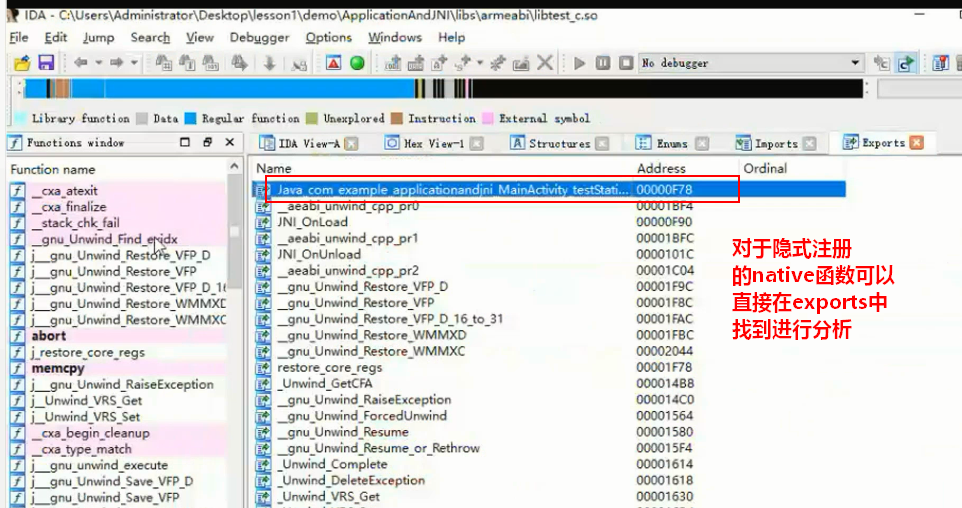 IDA - C:\Users\Administrator\Desktop\lesson1\demo\ApplicationAndJNI\libs\armeabi\libtest_c.so
File Edit Jump Search View Debugger Options Windows Help
No debugger
Library function Data Regular function Unexplored Instruction External symbol
Functions window
IDA View-A Hex View-1 Structures Enums Imports Exports
Function name
__cxa_atexit
__cxa_finalize
__stack_chk_fail
j___gnu_Unwind_Restore_VFP_D
j___gnu_Unwind_Restore_VFP
j___gnu_Unwind_Restore_VFP_D_16
j___gnu_Unwind_Restore_WMMXD
j___gnu_Unwind_Restore_WMMXC
abort
j_restore_core_regs
memcpy
j___gnu_Unwind_RaiseException
j__Unwind_VRS_Get
j__Unwind_VRS_Set
__cxa_begin_cleanup
__cxa_type_match
j___gnu_unwind_execute
j___gnu_Unwind_Save_VFP_D
j___gnu_Unwind_Save_VFP
Name Address Ordinal
Java_com_example_applicationandjni_MainActivity_testStati... 00000F78
__aeabi_unwind_cpp_pr0 00001BF4
JNI_OnLoad 00000F90
__aeabi_unwind_cpp_pr1 00001BFC
JNI_OnUnload 0000101C
__aeabi_unwind_cpp_pr2 00001C04
__gnu_Unwind_Restore_VFP_D 00001F9C
__gnu_Unwind_Restore_VFP 00001F8C
__gnu_Unwind_Restore_VFP_D_16_to_31 00001FAC
__gnu_Unwind_Restore_WMMXD 00001FBC
__gnu_Unwind_Restore_WMMXC 00002044
restore_core_regs 00001F78
_Unwind_GetCFA 000014B8
__gnu_Unwind_RaiseException 000014C0
__gnu_Unwind_ForcedUnwind 00001564
__gnu_Unwind_Resume 00001580
__gnu_Unwind_Resume_or_Rethrow 000015F4
_Unwind_Complete 00001614
_Unwind_DeleteException 00001618
_Unwind_VRS_Get 00001630
对于隐式注册
的native函数可以
直接在exports中
找到进行分析